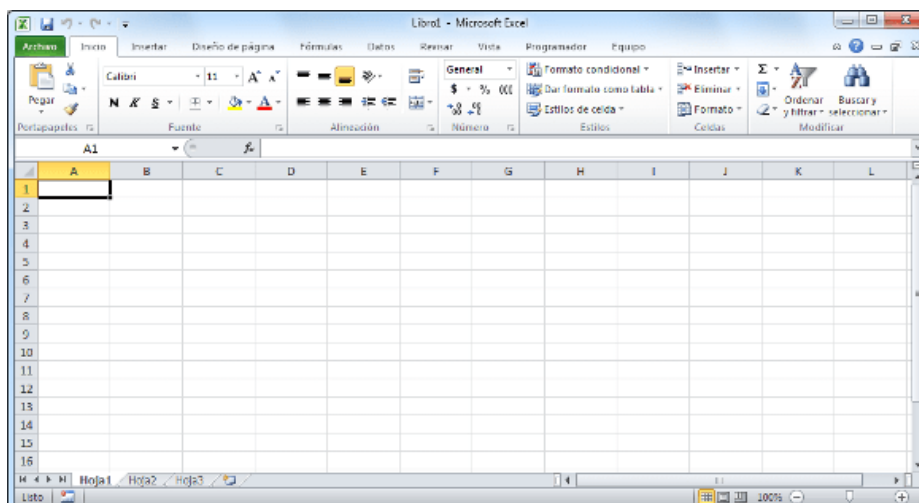 Libro1 - Microsoft Excel
Archivo Inicio Insertar Diseño de página Fórmulas Datos Revisar Vista Programador Equipo
Calibri 11 A A General Formato condicional Insertar Σ
Pegar N K S A $ % 000 Dar formato como tabla Eliminar Ordenar y filtrar Buscar y seleccionar
Estilos de celda Formato
Portapapeles Fuente Alineación Número Estilos Celdas Modificar
A1 fx
A B C D E F G H I J K L
1
2
3
4
5
6
7
8
9
10
11
12
13
14
15
16
Hoja1 Hoja2 Hoja3
Listo 100%